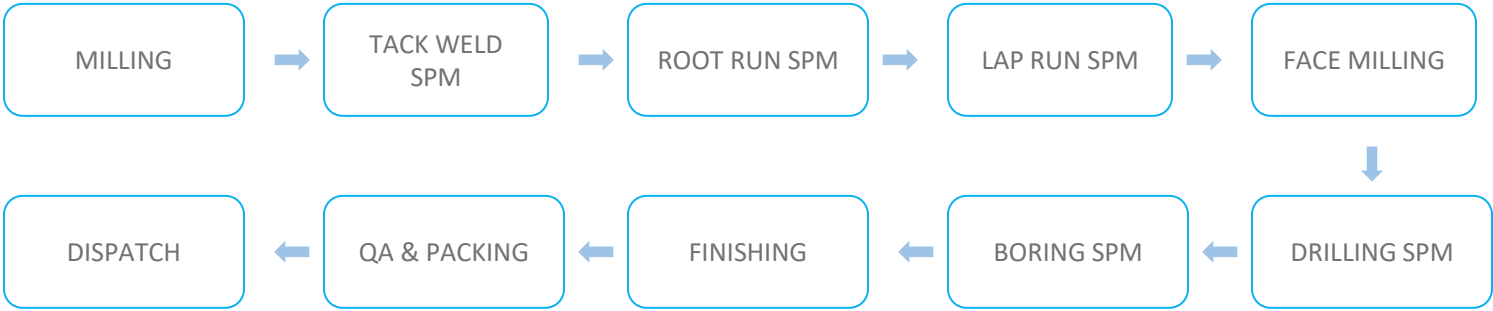 MILLING
TACK WELD
SPM
ROOT RUN SPM
LAP RUN SPM
FACE MILLING
DRILLING SPM
BORING SPM
FINISHING
QA & PACKING
DISPATCH